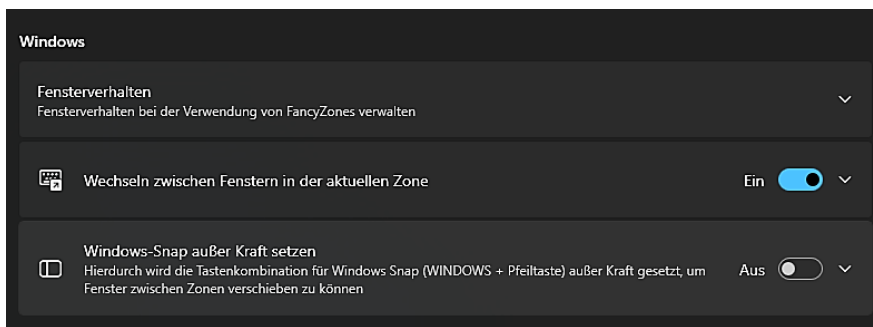 Windows
Fensterverhalten
Fensterverhalten bei der Verwendung von FancyZones verwalten
Wechseln zwischen Fenstern in der aktuellen Zone
Ein
Windows-Snap außer Kraft setzen
Hierdurch wird die Tastenkombination für Windows Snap (WINDOWS + Pfeiltaste) außer Kraft gesetzt, um
Fenster zwischen Zonen verschieben zu können
Aus